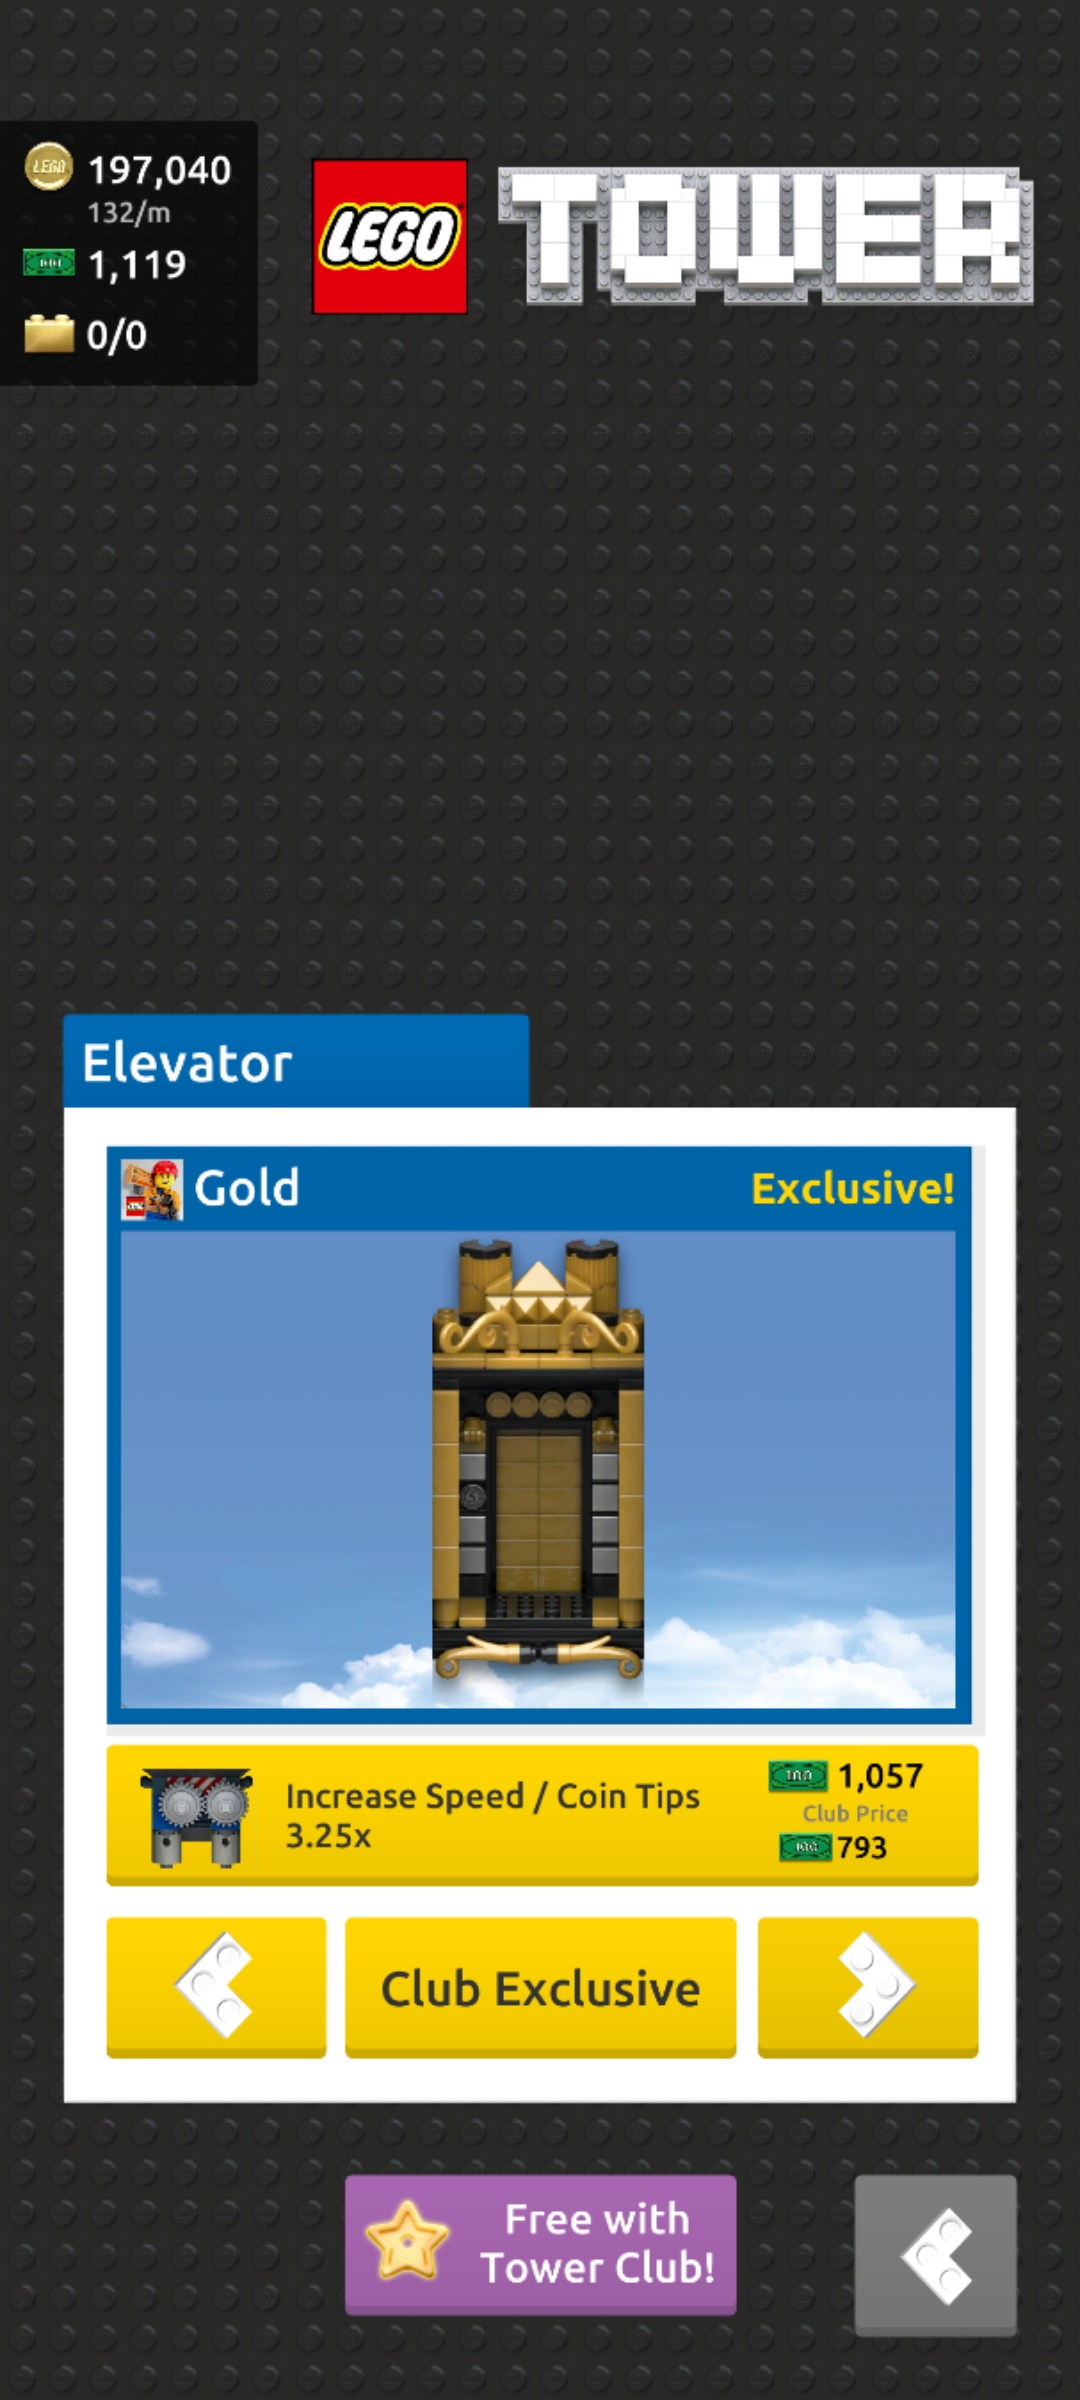 197,040
132/m
1,119
0/0
LEGO
TOWER
Elevator
Gold
Exclusive!
Increase Speed / Coin Tips
3.25x
1,057
Club Price
793
Club Exclusive
Free with
Tower Club!